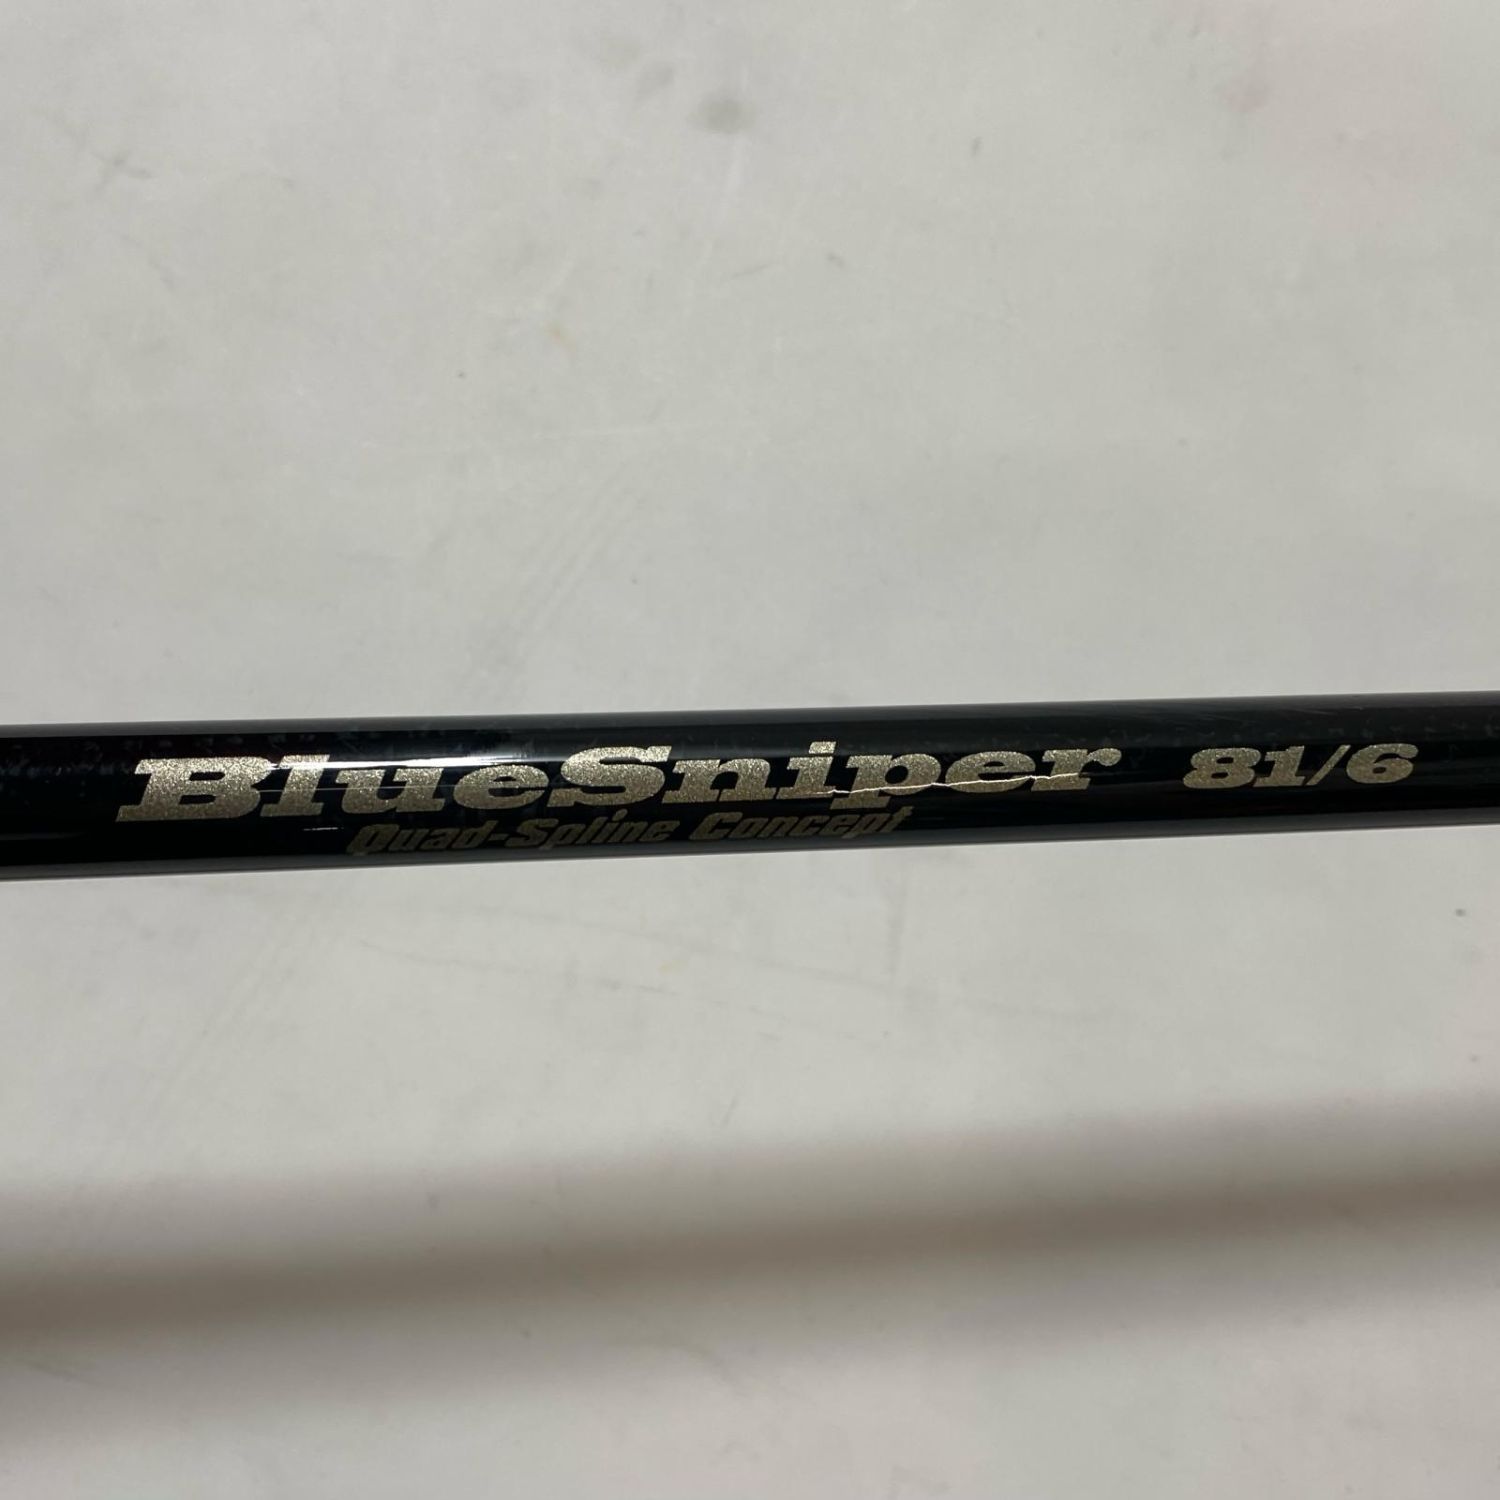 BlueSniper 81/6
Quad-Spline Concept